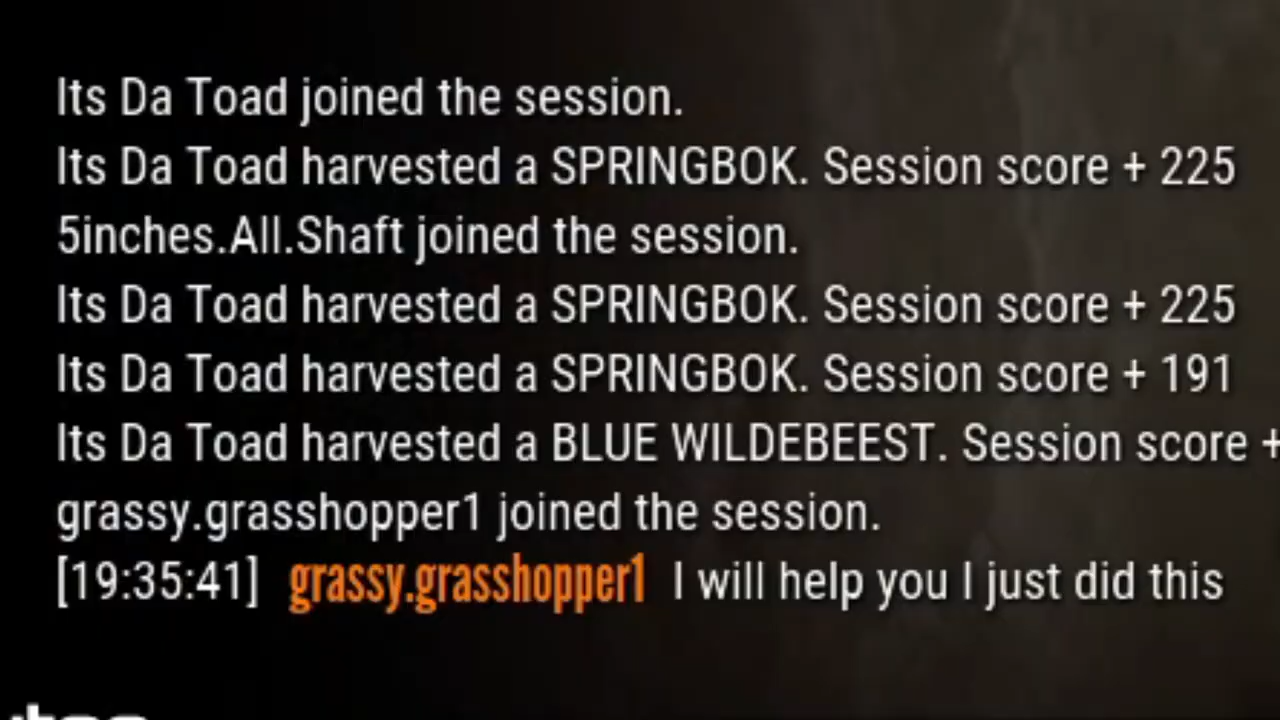 Its Da Toad joined the session.
Its Da Toad harvested a SPRINGBOK. Session score + 225
5inches.All.Shaft joined the session.
Its Da Toad harvested a SPRINGBOK. Session score + 225
Its Da Toad harvested a SPRINGBOK. Session score + 191
Its Da Toad harvested a BLUE WILDEBEEST. Session score +
grassy.grasshopper1 joined the session.
[19:35:41] grassy.grasshopper1 I will help you I just did this